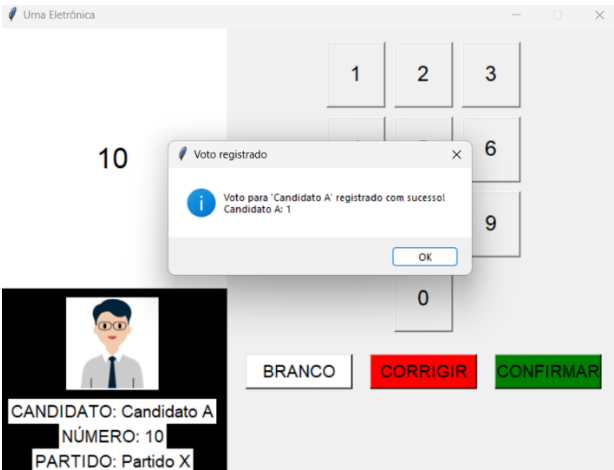 Urna Eletrônica
1 2 3
10
6
Voto registrado
Voto para 'Candidato A' registrado com sucesso!
Candidato A: 1
OK
9
0
BRANCO CORRIGIR CONFIRMAR
CANDIDATO: Candidato A
NÚMERO: 10
PARTIDO: Partido X